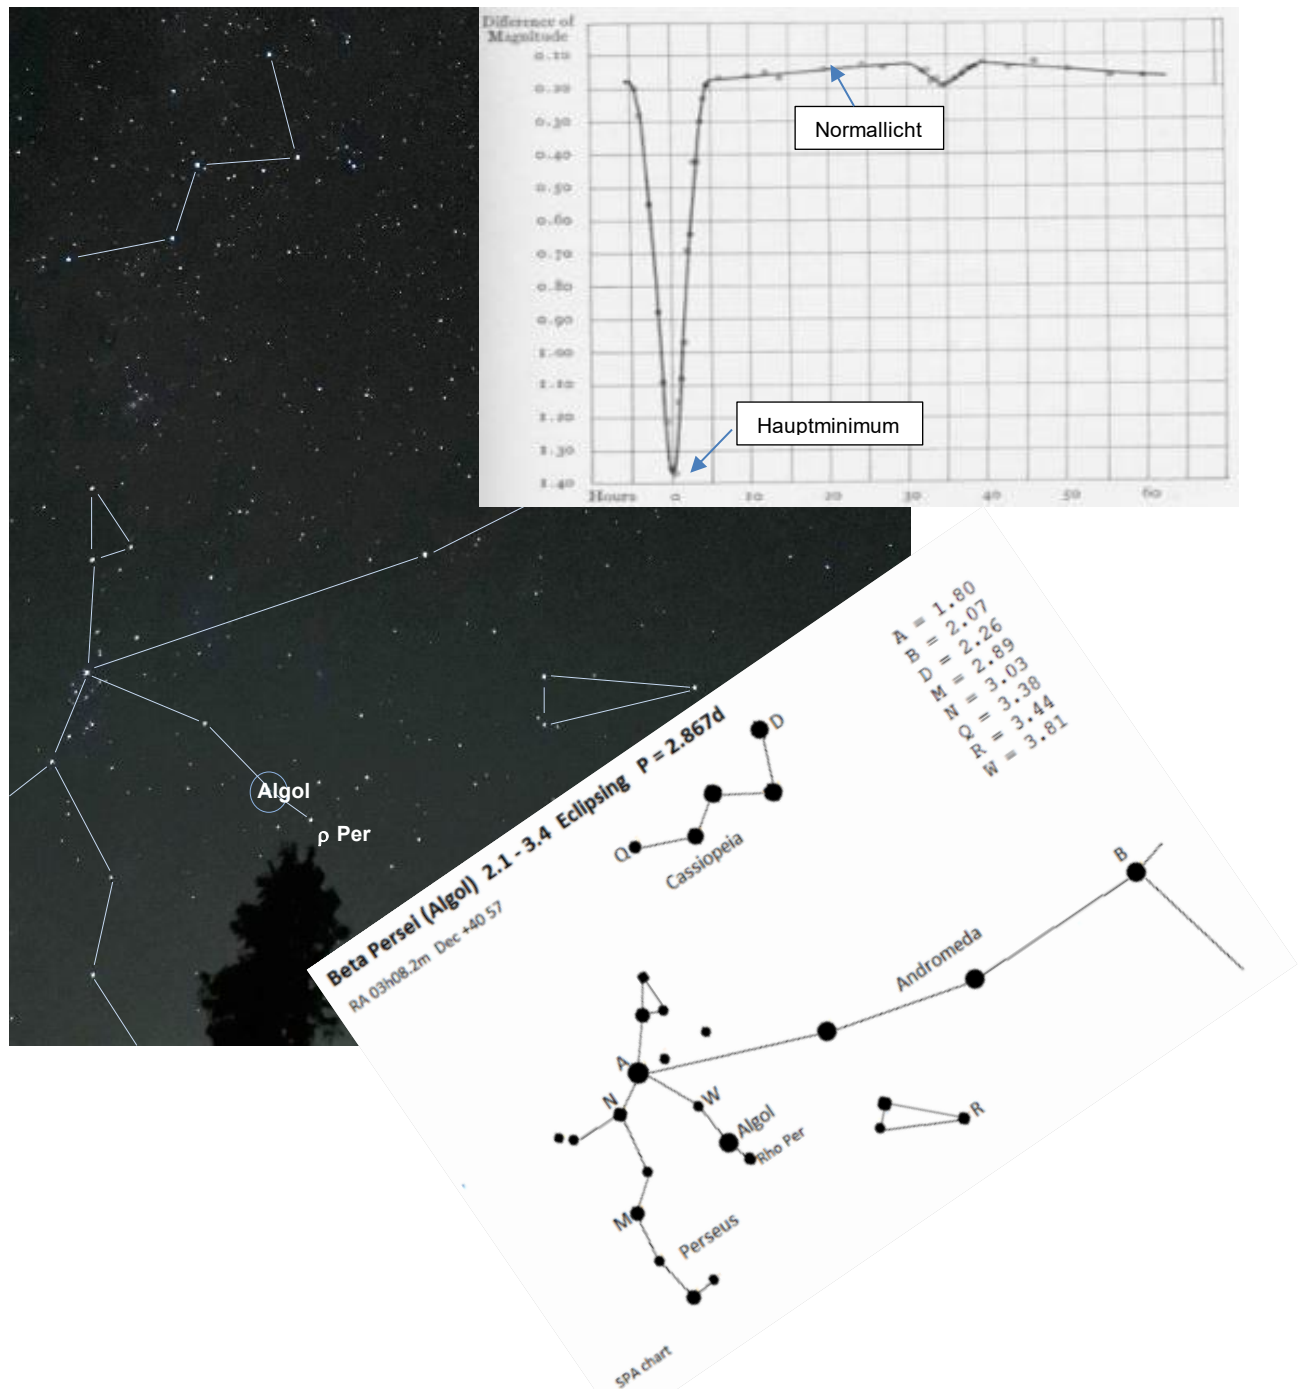 Difference of
Magnitude
0.10
0.20
0.30
0.40
0.50
0.60
0.70
0.80
0.90
1.00
1.10
1.20
1.30
1.40
Hours 0 10 20 30 40 50 60
Normallicht
Hauptminimum
Algol
ρ Per
Beta Persei (Algol) 2.1 - 3.4 Eclipsing P = 2.867d
RA 03h08.2m Dec +40 57
A = 1.80
B = 2.07
D = 2.26
M = 2.89
N = 3.03
Q = 3.38
R = 3.44
W = 3.81
D
Q
Cassiopeia
B
Andromeda
A
N
W
Algol
Rho Per
R
M
Perseus
SPA chart